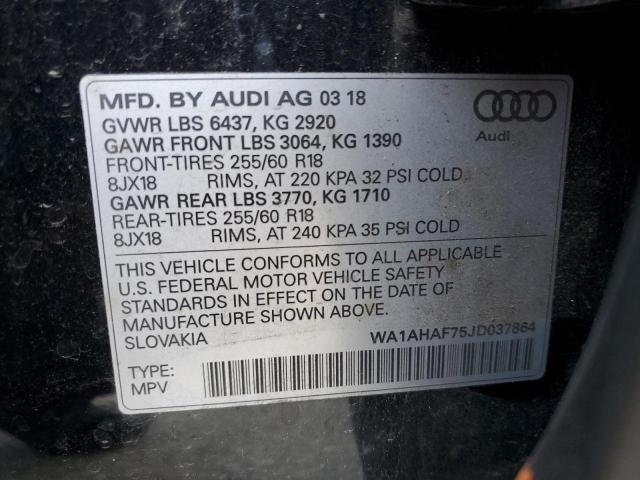 MFD. BY AUDI AG 03 18
GVWR LBS 6437, KG 2920
GAWR FRONT LBS 3064, KG 1390
FRONT-TIRES 255/60 R18
8JX18 RIMS, AT 220 KPA 32 PSI COLD
GAWR REAR LBS 3770, KG 1710
REAR-TIRES 255/60 R18
8JX18 RIMS, AT 240 KPA 35 PSI COLD
Audi
THIS VEHICLE CONFORMS TO ALL APPLICABLE
U.S. FEDERAL MOTOR VEHICLE SAFETY
STANDARDS IN EFFECT ON THE DATE OF
MANUFACTURE SHOWN ABOVE.
SLOVAKIA WA1AHAF75JD037864
TYPE:
MPV